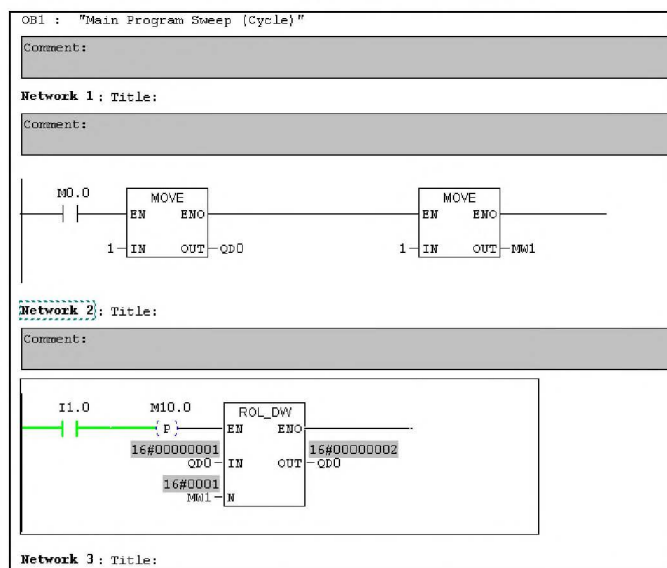 OB1 : "Main Program Sweep (Cycle)"
Comment:
Network 1: Title:
Comment:
M0.0 MOVE MOVE
EN ENO EN ENO
1 IN OUT QD0 1 IN OUT MW1
Network 2: Title:
Comment:
I1.0 M10.0 ROL_DW
(P) EN ENO
16#00000001 16#00000002
QD0 IN OUT QD0
16#0001
MW1 N
Network 3: Title: